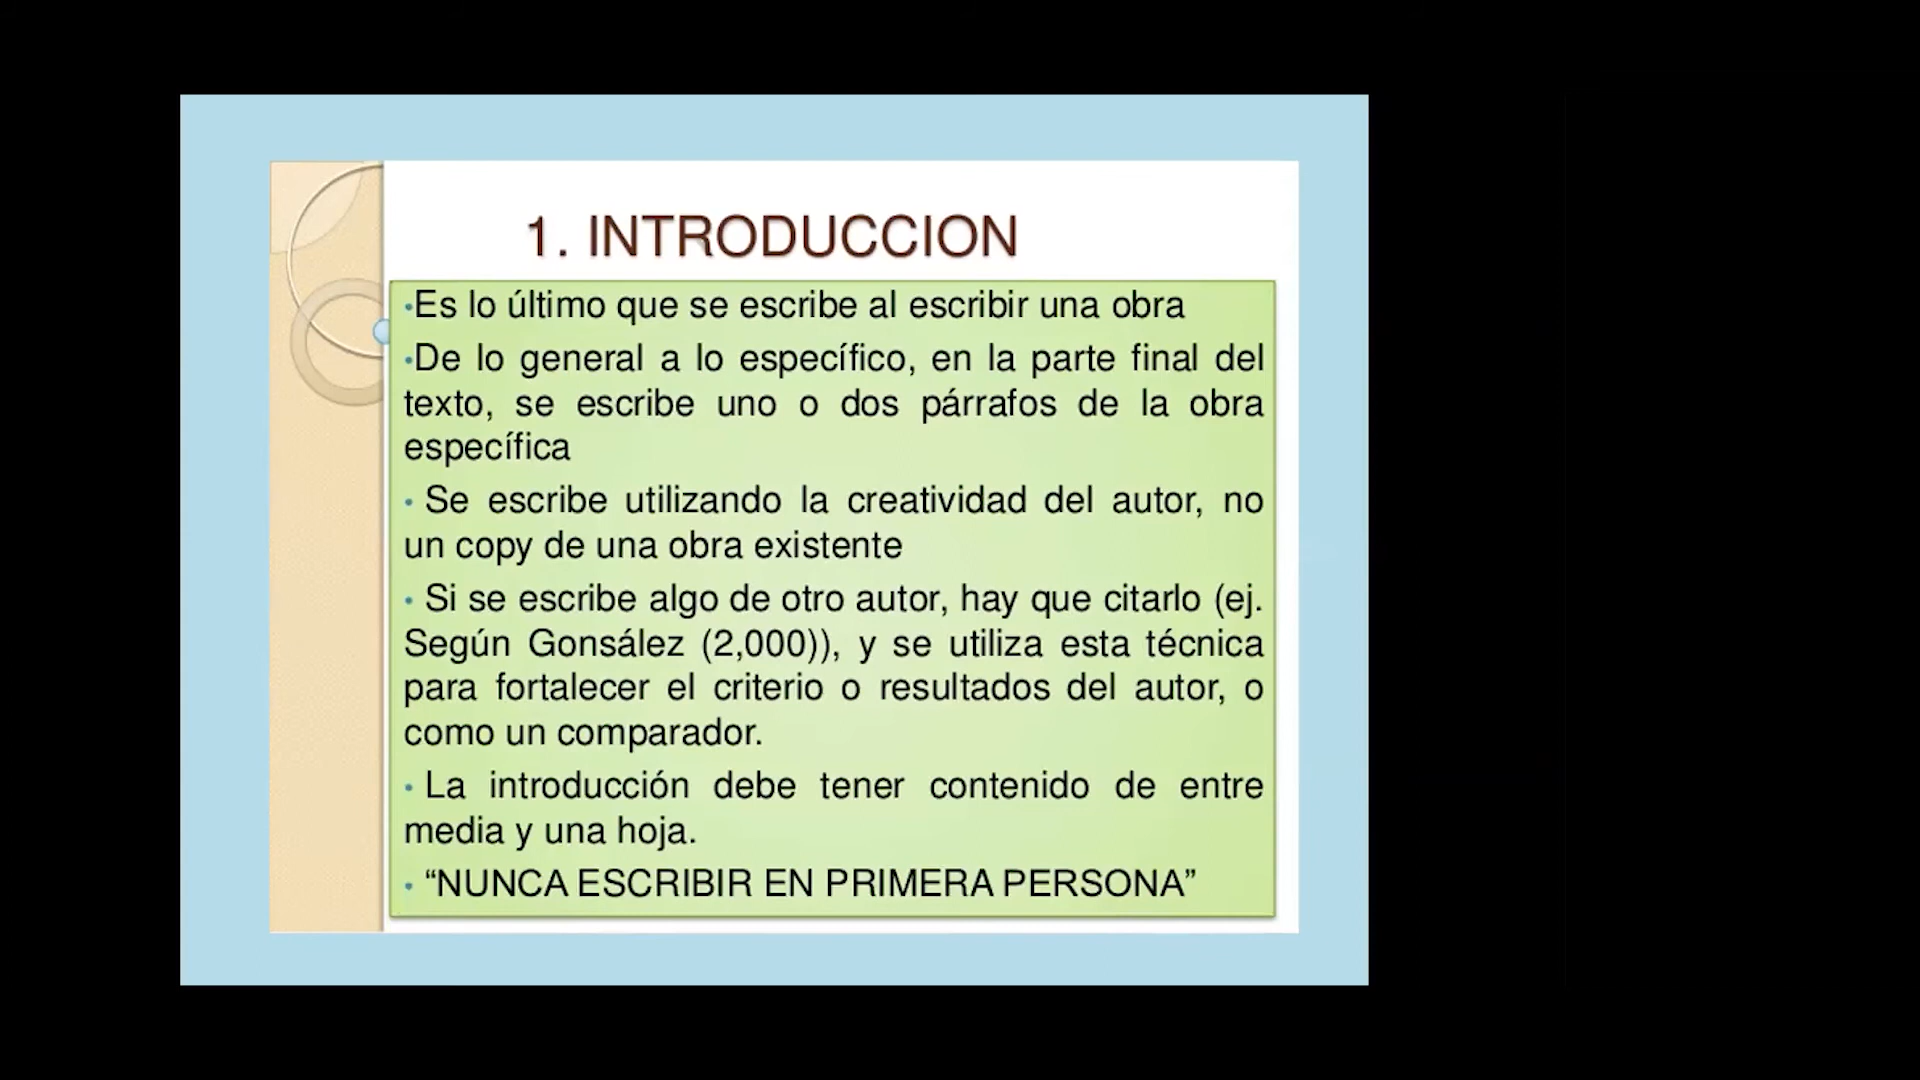 1. INTRODUCCION
•Es lo último que se escribe al escribir una obra
•De lo general a lo específico, en la parte final del
texto, se escribe uno o dos párrafos de la obra
específica
• Se escribe utilizando la creatividad del autor, no
un copy de una obra existente
• Si se escribe algo de otro autor, hay que citarlo (ej.
Según Gonsález (2,000)), y se utiliza esta técnica
para fortalecer el criterio o resultados del autor, o
como un comparador.
• La introducción debe tener contenido de entre
media y una hoja.
• “NUNCA ESCRIBIR EN PRIMERA PERSONA”